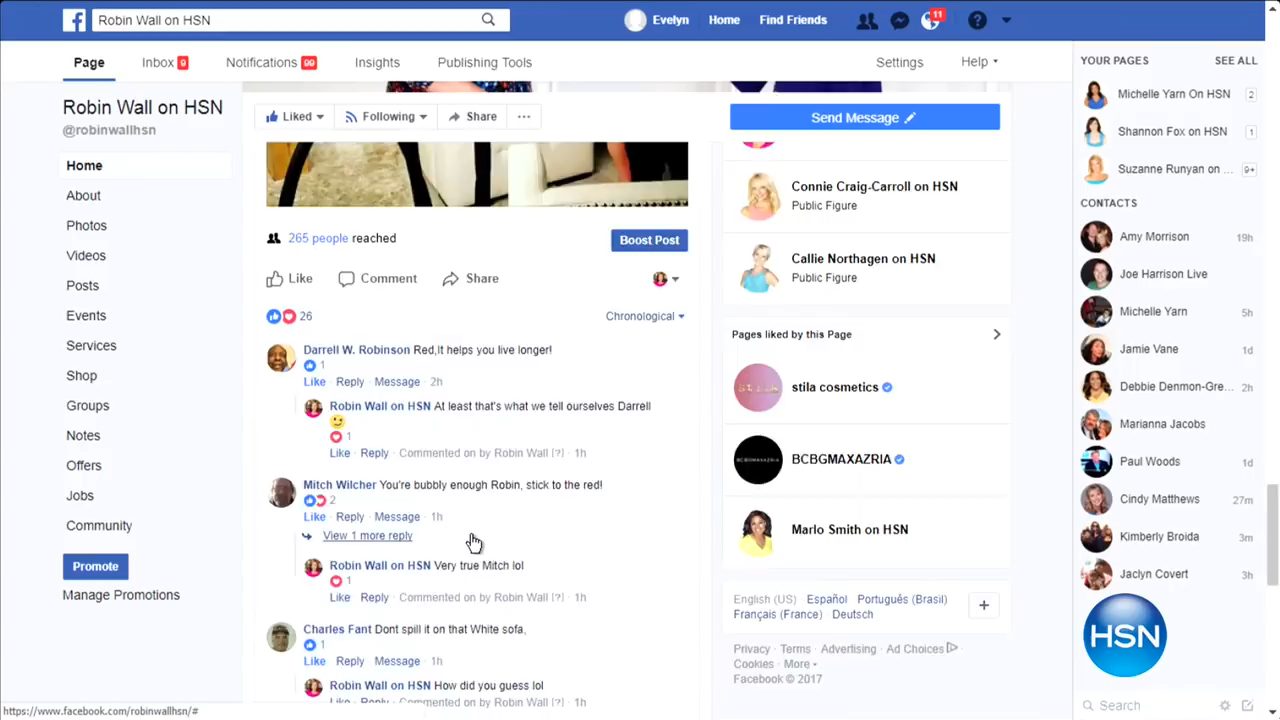 Robin Wall on HSN
Evelyn Home Find Friends 11
Page Inbox 9 Notifications 99 Insights Publishing Tools Settings Help
Robin Wall on HSN
@robinwallhsn
Home
About
Photos
Videos
Posts
Events
Services
Shop
Groups
Notes
Offers
Jobs
Community
Promote
Manage Promotions
Liked Following Share ...
265 people reached
Boost Post
Like Comment Share
26
Chronological
Darrell W. Robinson Red,It helps you live longer!
1
Like Reply Message · 2h
Robin Wall on HSN At least that's what we tell ourselves Darrell
1
Like · Reply · Commented on by Robin Wall [?] · 1h
Mitch Wilcher You're bubbly enough Robin, stick to the red!
2
Like · Reply · Message · 1h
View 1 more reply
Robin Wall on HSN Very true Mitch lol
1
Like · Reply · Commented on by Robin Wall [?] · 1h
Charles Fant Dont spill it on that White sofa,
1
Like · Reply · Message · 1h
Robin Wall on HSN How did you guess lol
Like · Reply · Commented on by Robin Wall [?] · 1h
Send Message
Connie Craig-Carroll on HSN
Public Figure
Callie Northagen on HSN
Public Figure
Pages liked by this Page
stila cosmetics
BCBGMAXAZRIA
BCBGMAXAZRIA
Marlo Smith on HSN
English (US) · Español · Português (Brasil) ·
Français (France) · Deutsch
+
Privacy · Terms · Advertising · Ad Choices
Cookies · More
Facebook © 2017
YOUR PAGES SEE ALL
Michelle Yarn On HSN 2
Shannon Fox on HSN 1
Suzanne Runyan on ... 9+
CONTACTS
Amy Morrison 19h
Joe Harrison Live
Michelle Yarn 5h
Jamie Vane 1d
Debbie Denmon-Gre... 2h
Marianna Jacobs
Paul Woods 1d
Cindy Matthews 27m
Kimberly Broida 3m
Jaclyn Covert 3h
HSN
Search
https://www.facebook.com/robinwallhsn/#